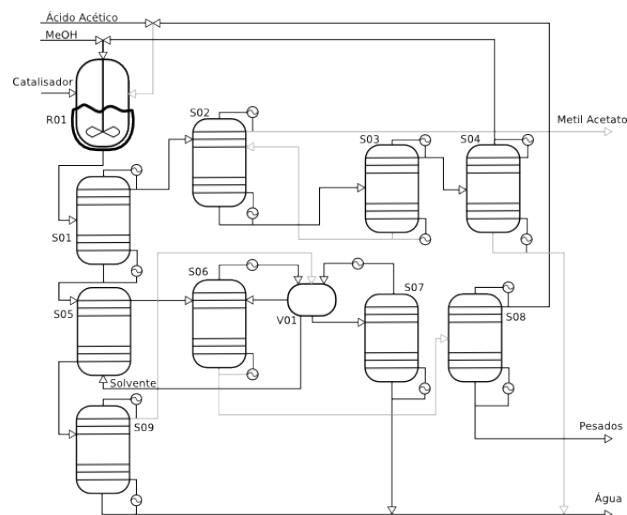 Ácido Acético
MeOH
Catalisador
R01
S02
Metil Acetato
S03
S04
S01
S06
S07
S05
V01
S08
Solvente
S09
Pesados
Água